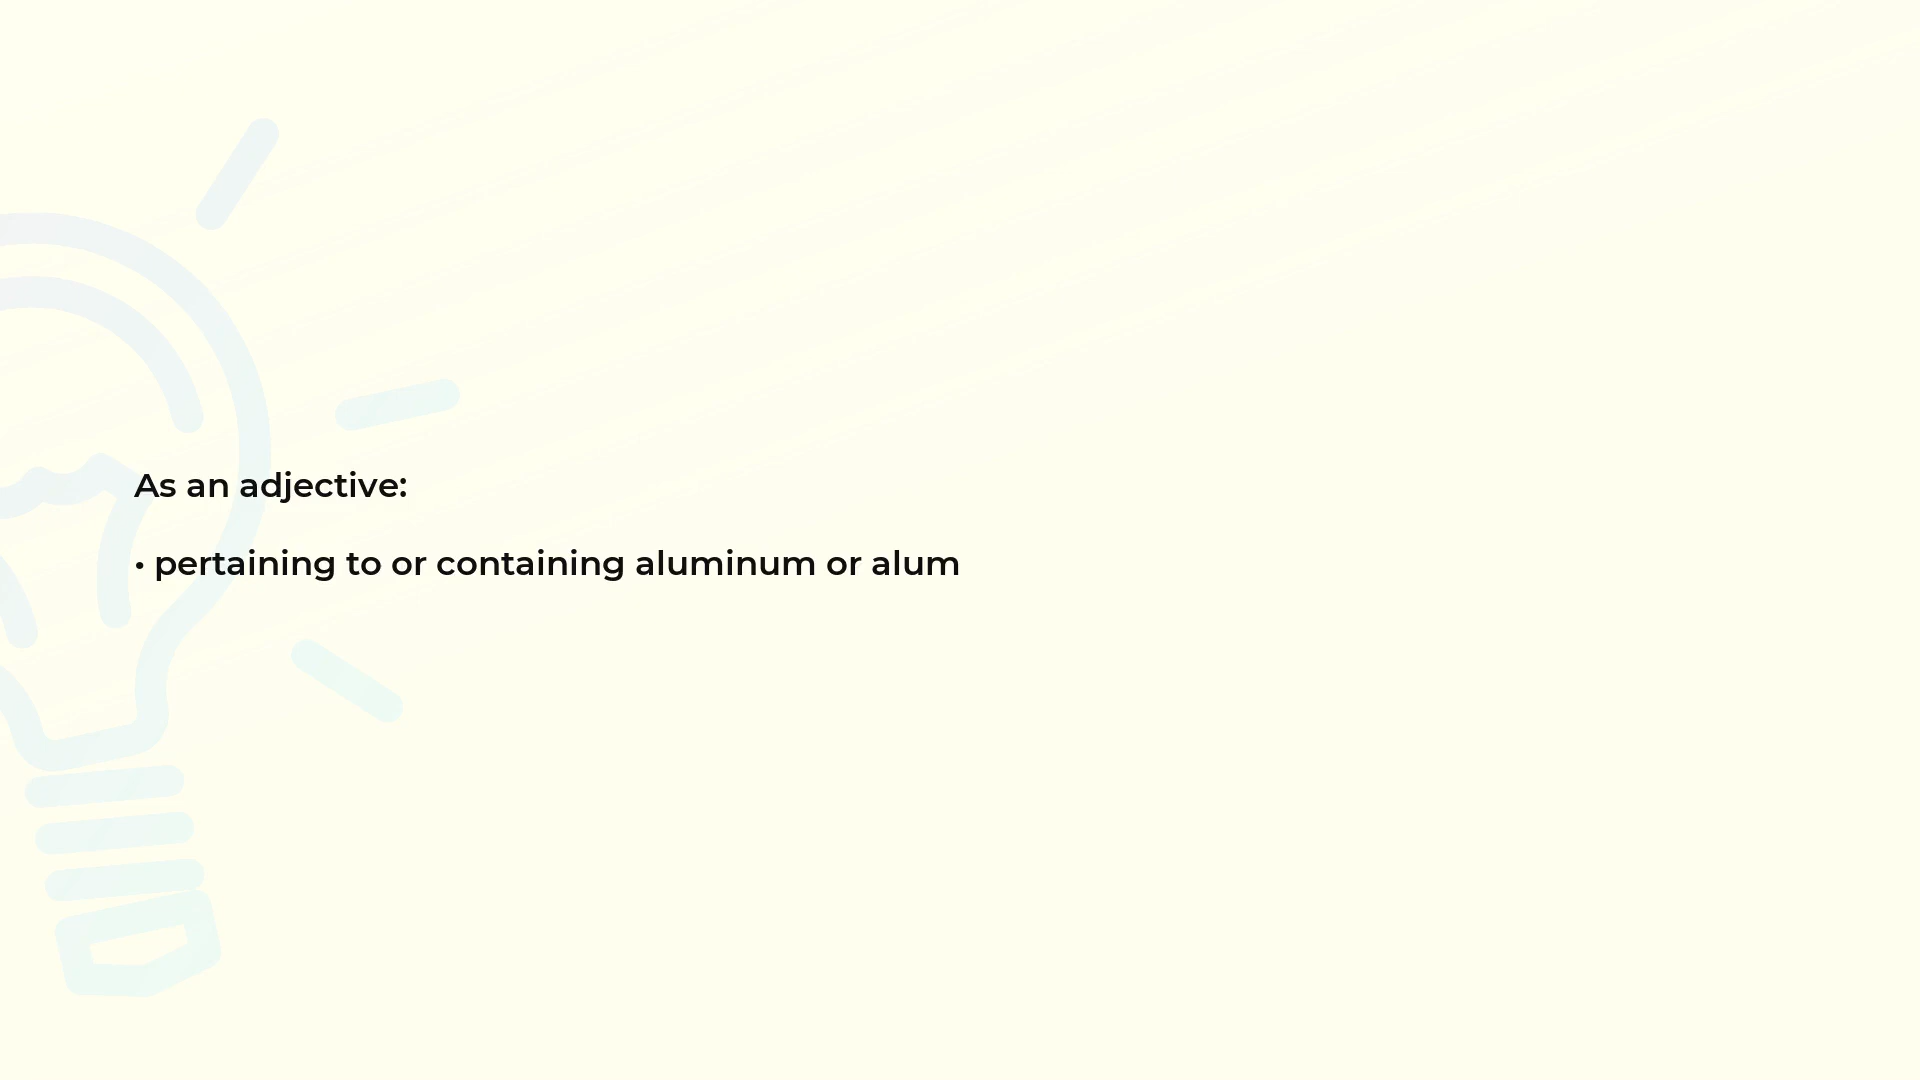 As an adjective:
• pertaining to or containing aluminum or alum